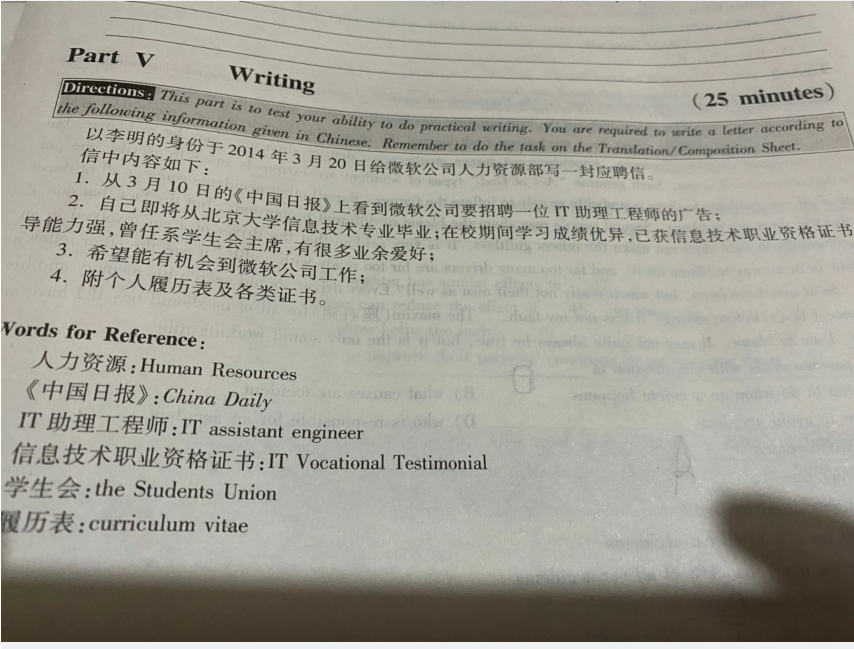 Part V Writing (25 minutes)
Directions: This part is to test your ability to do practical writing. You are required to write a letter according to
the following information given in Chinese. Remember to do the task on the Translation/Composition Sheet.
以李明的身份于 2014 年 3 月 20 日给微软公司人力资源部写一封应聘信。
信中内容如下：
1. 从 3 月 10 日的《中国日报》上看到微软公司要招聘一位 IT 助理工程师的广告；
2. 自己即将从北京大学信息技术专业毕业；在校期间学习成绩优异，已获信息技术职业资格证书
导能力强，曾任系学生会主席，有很多业余爱好；
3. 希望能有机会到微软公司工作；
4. 附个人履历表及各类证书。
Words for Reference:
人力资源：Human Resources
《中国日报》：China Daily
IT 助理工程师：IT assistant engineer
信息技术职业资格证书：IT Vocational Testimonial
学生会：the Students Union
履历表：curriculum vitae